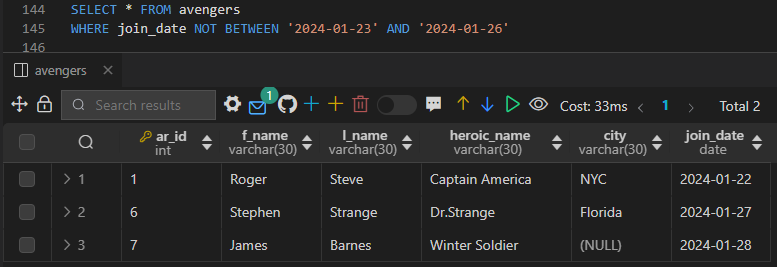 144 SELECT * FROM avengers
145 WHERE join_date NOT BETWEEN '2024-01-23' AND '2024-01-26'
146
avengers
Search results 1 Cost: 33ms 1 Total 2
ar_id f_name l_name heroic_name city join_date
int varchar(30) varchar(30) varchar(30) varchar(30) date
1 1 Roger Steve Captain America NYC 2024-01-22
2 6 Stephen Strange Dr.Strange Florida 2024-01-27
3 7 James Barnes Winter Soldier (NULL) 2024-01-28